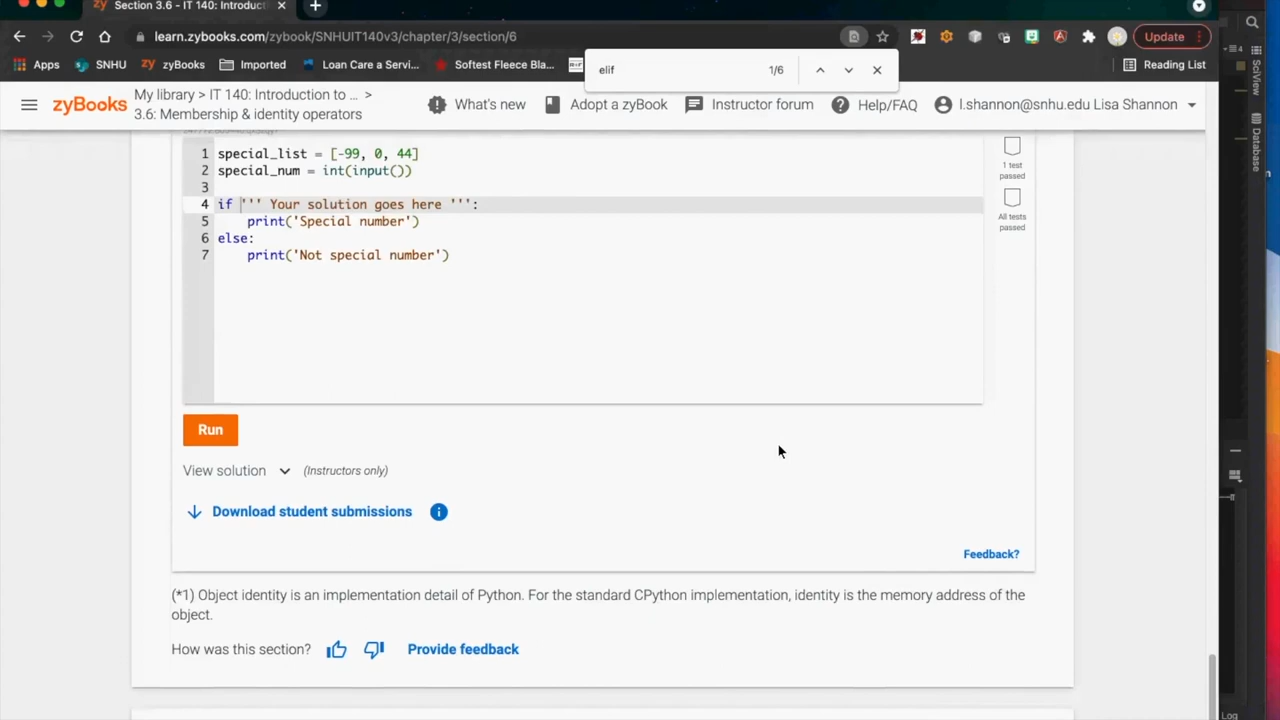 Section 3.6 - IT 140: Introducti
learn.zybooks.com/zybook/SNHUIT140v3/chapter/3/section/6
Update
Apps
SNHU
zyBooks
Imported
Loan Care a Servi...
Softest Fleece Bla...
elif
1/6
Reading List
zyBooks
My library > IT 140: Introduction to ... >
3.6: Membership & identity operators
What's new
Adopt a zyBook
Instructor forum
Help/FAQ
l.shannon@snhu.edu Lisa Shannon
1 special_list = [-99, 0, 44]
2 special_num = int(input())
3
4 if ''' Your solution goes here ''':
5 print('Special number')
6 else:
7 print('Not special number')
1 test
passed
All tests
passed
Run
View solution
(Instructors only)
Download student submissions
Feedback?
(*1) Object identity is an implementation detail of Python. For the standard CPython implementation, identity is the memory address of the
object.
How was this section?
Provide feedback
SciView
Database
Log